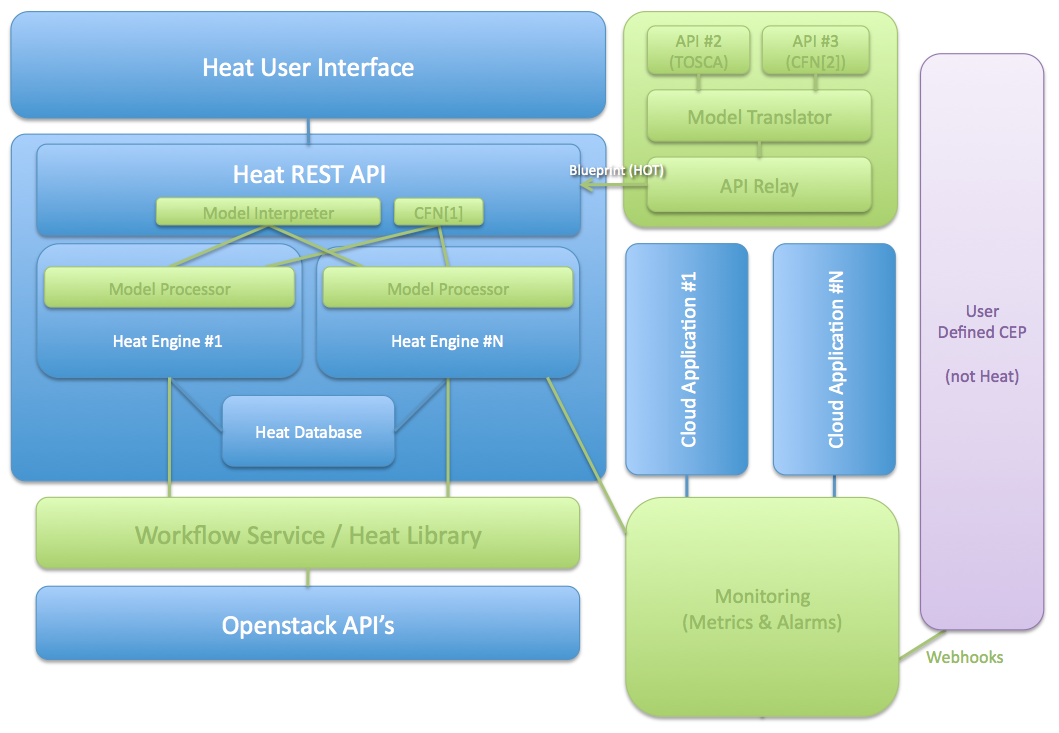 Heat User Interface
API #2
(TOSCA)
API #3
(CFN[2])
Model Translator
API Relay
Blueprint (HOT)
Heat REST API
Model Interpreter
CFN[1]
Model Processor
Heat Engine #1
Model Processor
Heat Engine #N
Heat Database
Cloud Application #1
Cloud Application #N
User
Defined CEP
(not Heat)
Workflow Service / Heat Library
Openstack API's
Monitoring
(Metrics & Alarms)
Webhooks